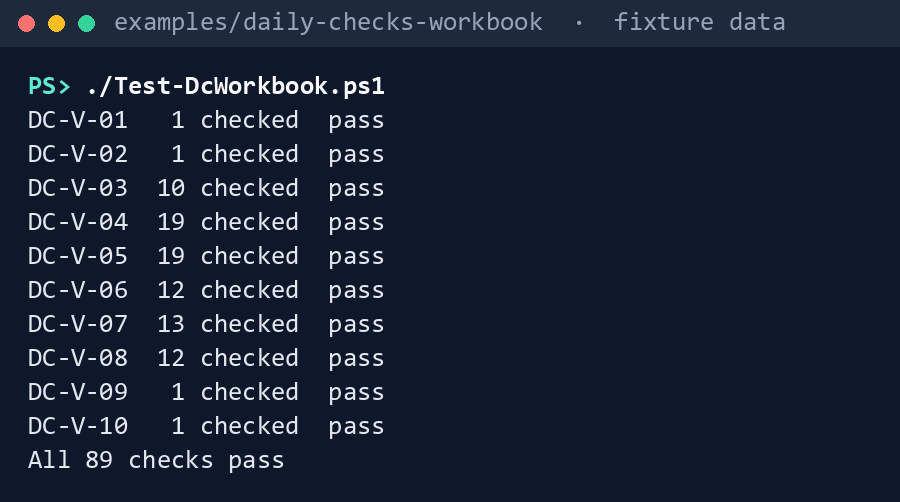 examples/daily-checks-workbook · fixture data
PS> ./Test-DcWorkbook.ps1
DC-V-01   1 checked  pass
DC-V-02   1 checked  pass
DC-V-03  10 checked  pass
DC-V-04  19 checked  pass
DC-V-05  19 checked  pass
DC-V-06  12 checked  pass
DC-V-07  13 checked  pass
DC-V-08  12 checked  pass
DC-V-09   1 checked  pass
DC-V-10   1 checked  pass
All 89 checks pass